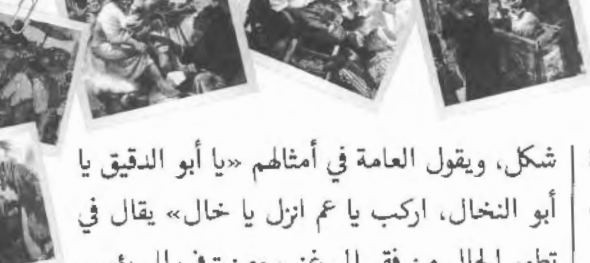 شكل، ويقول العامة في أمثالهم «يا أبو الدقيق يا
أبو النخال، اركب يا عم انزل يا خال» يقال في